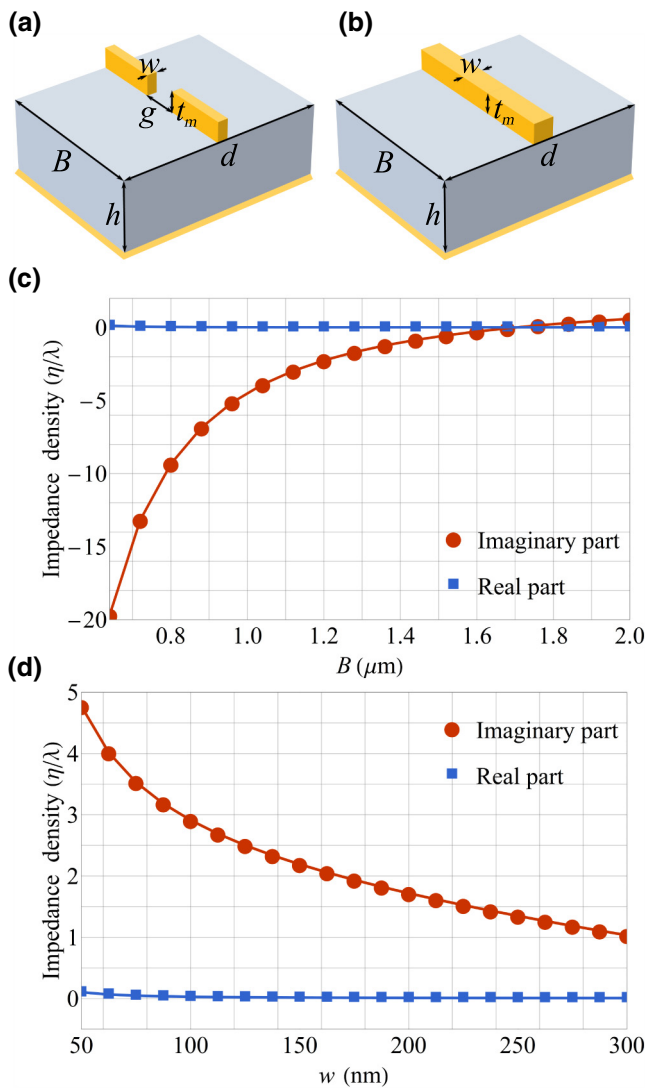 (a)
(b)
w
g
t_m
B
d
h
w
t_m
B
d
h
(c)
Impedance density (η/λ)
0
−5
−10
−15
−20
Imaginary part
Real part
0.8 1.0 1.2 1.4 1.6 1.8 2.0
B (μm)
(d)
Impedance density (η/λ)
5
4
3
2
1
0
Imaginary part
Real part
50 100 150 200 250 300
w (nm)